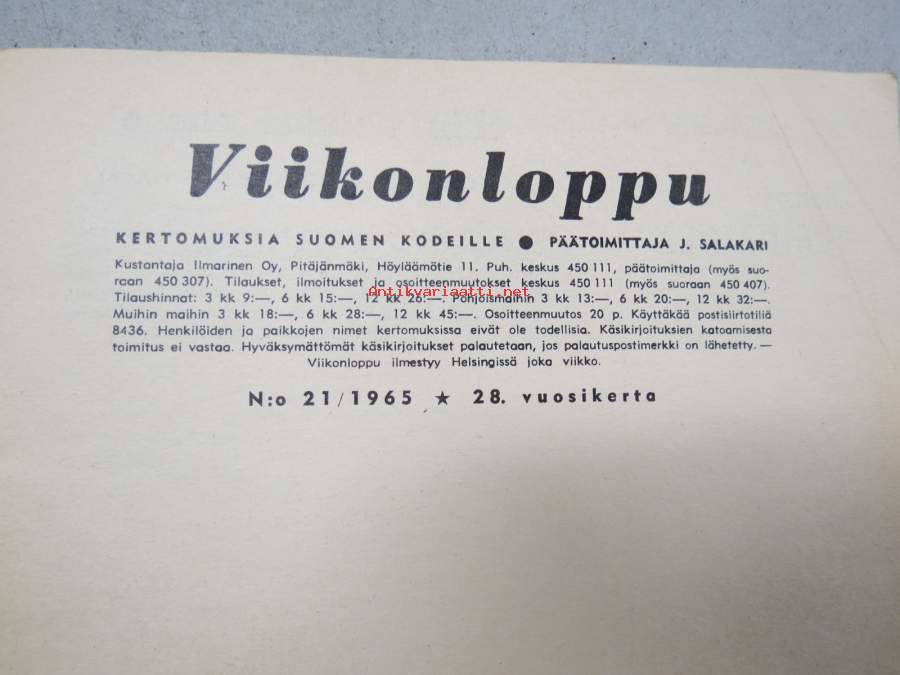 Viikonloppu
KERTOMUKSIA SUOMEN KODEILLE ● PÄÄTOIMITTAJA J. SALAKARI
Kustantaja Ilmarinen Oy, Pitäjänmäki, Höyläämötie 11. Puh. keskus 450 111, päätoimittaja (myös suo-
raan 450 307). Tilaukset, ilmoitukset ja osoitteenmuutokset keskus 450 111 (myös suoraan 450 407).
Antikvariaatti.net
Tilaushinnat: 3 kk 9:—, 6 kk 15:—, 12 kk 26:—. Pohjoismaihin 3 kk 13:—, 6 kk 20:—, 12 kk 32:—.
Muihin maihin 3 kk 18:—, 6 kk 28:—, 12 kk 45:—. Osoitteenmuutos 20 p. Käyttäkää postisiirtotiliä
8436. Henkilöiden ja paikkojen nimet kertomuksissa eivät ole todellisia. Käsikirjoituksien katoamisesta
toimitus ei vastaa. Hyväksymättömät käsikirjoitukset palautetaan, jos palautuspostimerkki on lähetetty. —
Viikonloppu ilmestyy Helsingissä joka viikko.
N:o 21/1965 ★ 28. vuosikerta